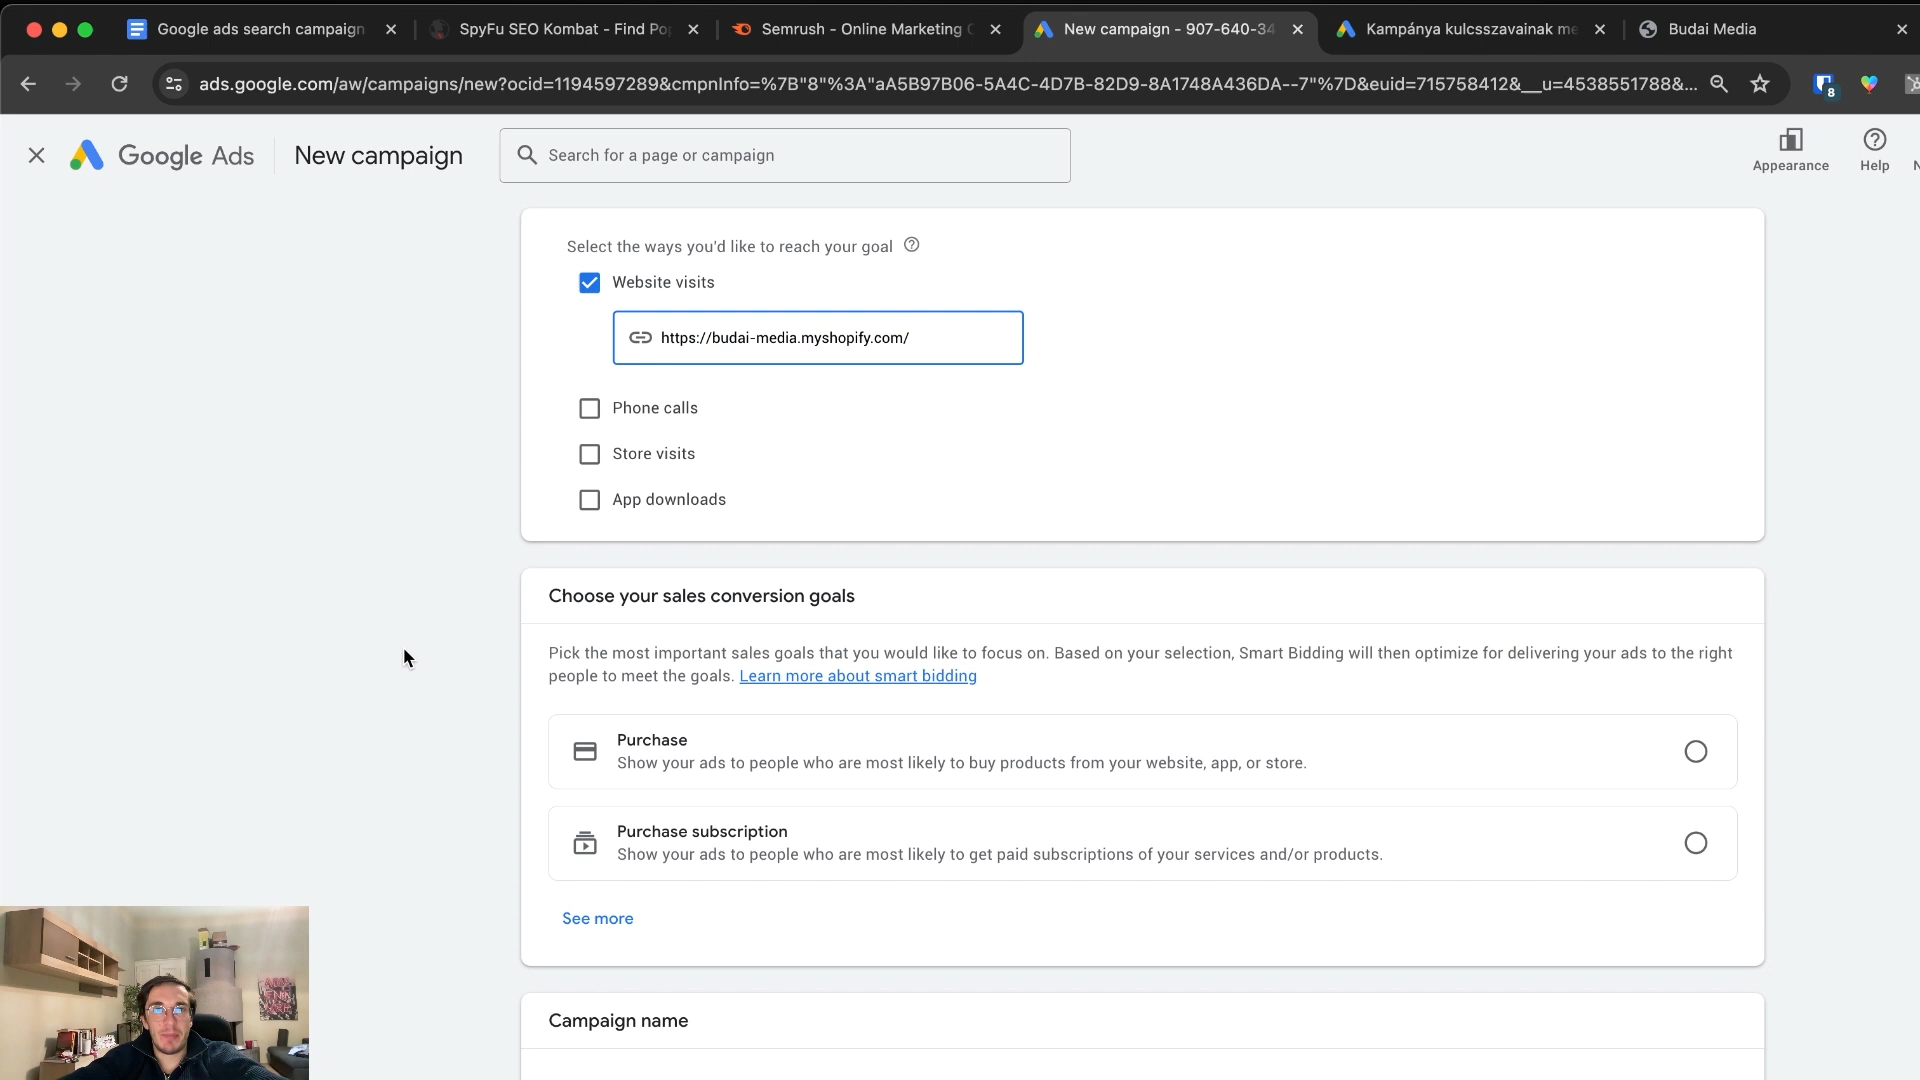 Google ads search campaign
SpyFu SEO Kombat - Find Po
Semrush - Online Marketing
New campaign - 907-640-34
Kampánya kulcsszavainak me
Budai Media
ads.google.com/aw/campaigns/new?ocid=1194597289&cmpnInfo=%7B"8"%3A"aA5B97B06-5A4C-4D7B-82D9-8A1748A436DA--7"%7D&euid=715758412&__u=4538551788&...
8
Google Ads
New campaign
Search for a page or campaign
Appearance
Help
Select the ways you'd like to reach your goal
Website visits
https://budai-media.myshopify.com/
Phone calls
Store visits
App downloads
Choose your sales conversion goals
Pick the most important sales goals that you would like to focus on. Based on your selection, Smart Bidding will then optimize for delivering your ads to the right
people to meet the goals. Learn more about smart bidding
Purchase
Show your ads to people who are most likely to buy products from your website, app, or store.
Purchase subscription
Show your ads to people who are most likely to get paid subscriptions of your services and/or products.
See more
Campaign name